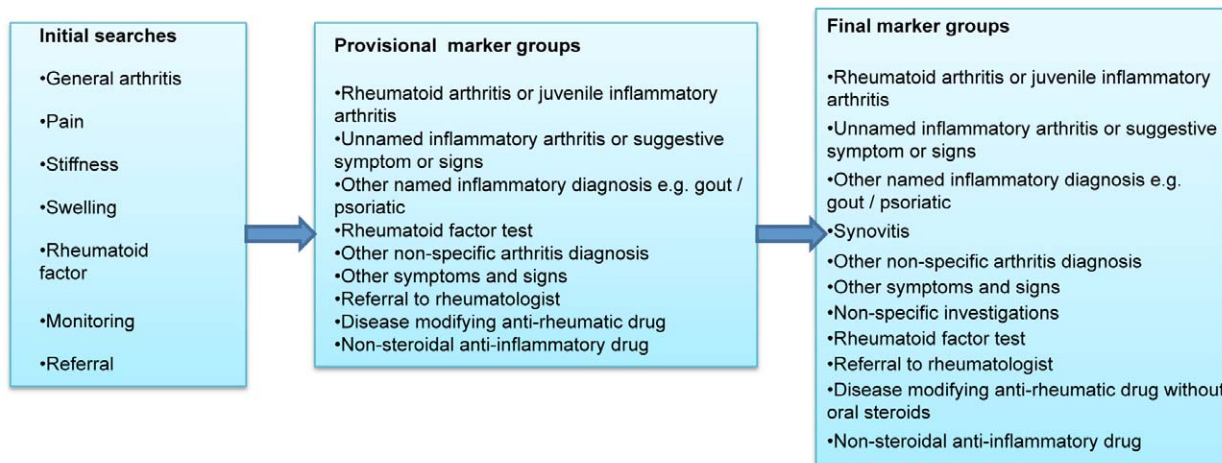 Initial searches
•General arthritis
•Pain
•Stiffness
•Swelling
•Rheumatoid
factor
•Monitoring
•Referral
Provisional marker groups
•Rheumatoid arthritis or juvenile inflammatory
arthritis
•Unnamed inflammatory arthritis or suggestive
symptom or signs
•Other named inflammatory diagnosis e.g. gout /
psoriatic
•Rheumatoid factor test
•Other non-specific arthritis diagnosis
•Other symptoms and signs
•Referral to rheumatologist
•Disease modifying anti-rheumatic drug
•Non-steroidal anti-inflammatory drug
Final marker groups
•Rheumatoid arthritis or juvenile inflammatory
arthritis
•Unnamed inflammatory arthritis or suggestive
symptom or signs
•Other named inflammatory diagnosis e.g.
gout / psoriatic
•Synovitis
•Other non-specific arthritis diagnosis
•Other symptoms and signs
•Non-specific investigations
•Rheumatoid factor test
•Referral to rheumatologist
•Disease modifying anti-rheumatic drug without
oral steroids
•Non-steroidal anti-inflammatory drug